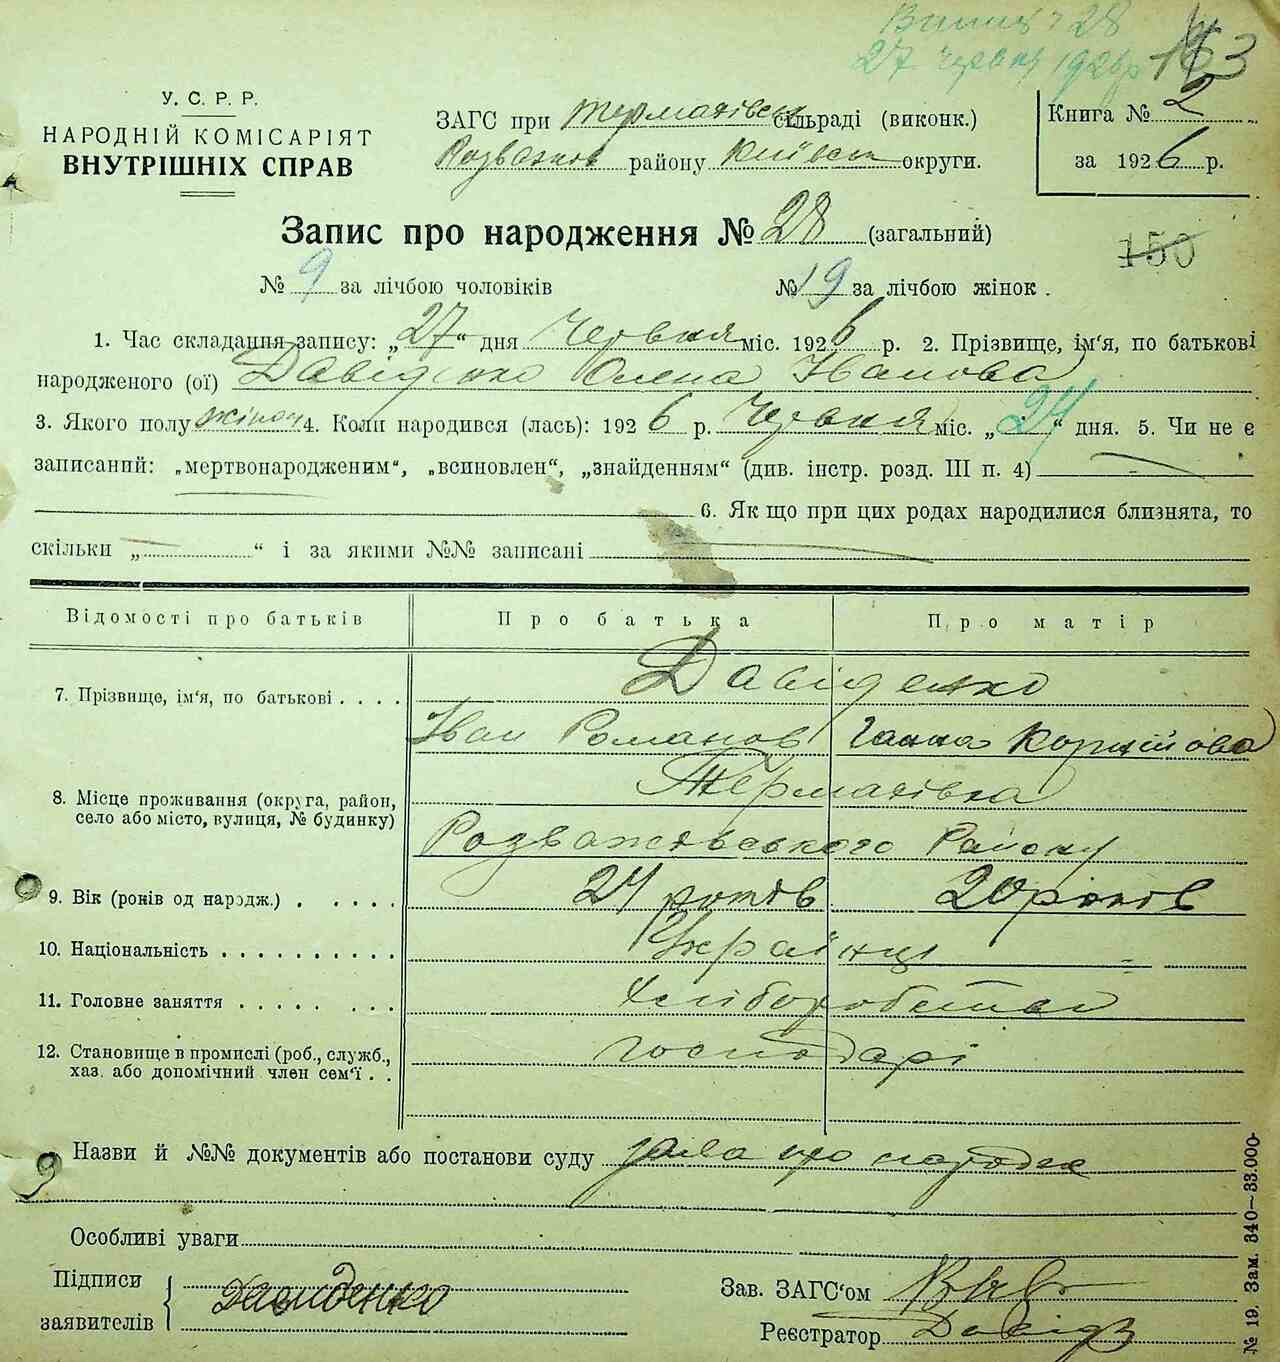 28
27 червня 1926 р 153
У. С. Р. Р.
НАРОДНІЙ КОМІСАРІЯТ
ВНУТРІШНІХ СПРАВ
ЗАГС при Термахівськ сільраді (виконк.)
Розважків району Київськ округи.
Книга № 2
за 1926 р.
Запис про народження № 28 (загальний)
150
№ 9 за лічбою чоловіків № 19 за лічбою жінок.
1. Час складання запису: „27“ дня Червня міс. 1926 р. 2. Прізвище, ім'я, по батькові
народженого (ої) Давіденко Олена Іванова
3. Якого полу жіноч 4. Коли народився (лась): 1926 р. Червня міс. „24“ дня. 5. Чи не є
записаний: „мертвонародженим“, „всиновлен“, „знайденням“ (див. інстр. розд. III п. 4)
6. Як що при цих родах народилися близнята, то
скільки „ “ і за якими №№ записані
Відомості про батьків Про батька Про матір
7. Прізвище, ім'я, по батькові . . . . Давіденко
Іван Романов Ганна Корнійова
8. Місце проживання (округа, район,
село або місто, вулиця, № будинку) Термахівка
Розважівського Району
9. Вік (ронів од народж.) . . . . . . 24 років 20 років
10. Національність . . . . . . . . . . Українці
11. Головне заняття . . . . . . . . . Хліборобство
12. Становище в промислі (роб., служб.,
хаз. або допомічний член сем'ї . . господарі
Назви й №№ документів або постанови суду заява про народж
9
Особливі уваги
Підписи
заявителів Давиденко
Зав. ЗАГС'ом
Реєстратор Давід
№ 19. Зам. 340—33.000-